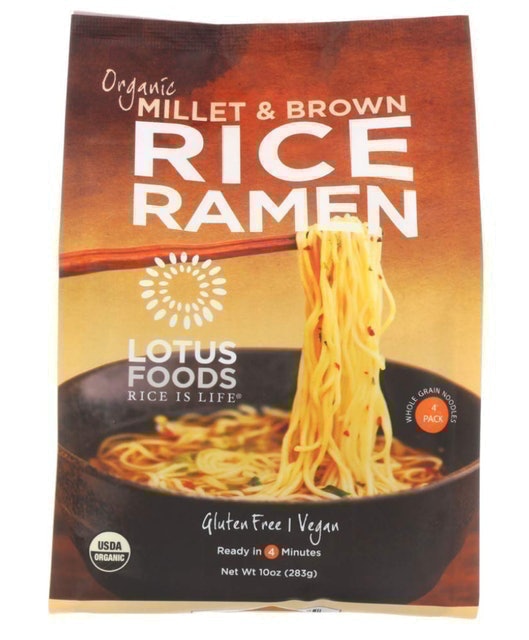 Organic
MILLET & BROWN
RICE
RAMEN
LOTUS
FOODS
RICE IS LIFE®
WHOLE GRAIN NOODLES
4
PACK
Gluten Free | Vegan
Ready in 4 Minutes
Net Wt 10oz (283g)
USDA
ORGANIC